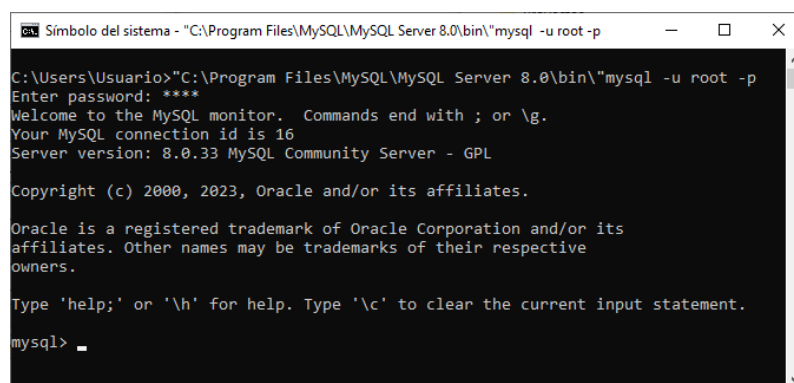 Símbolo del sistema - "C:\Program Files\MySQL\MySQL Server 8.0\bin\"mysql -u root -p
C:\Users\Usuario>"C:\Program Files\MySQL\MySQL Server 8.0\bin\"mysql -u root -p
Enter password: ****
Welcome to the MySQL monitor.  Commands end with ; or \g.
Your MySQL connection id is 16
Server version: 8.0.33 MySQL Community Server - GPL
Copyright (c) 2000, 2023, Oracle and/or its affiliates.
Oracle is a registered trademark of Oracle Corporation and/or its
affiliates. Other names may be trademarks of their respective
owners.
Type 'help;' or '\h' for help. Type '\c' to clear the current input statement.
mysql>